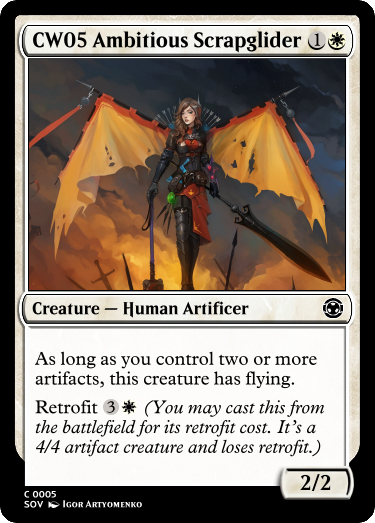 CW05 Ambitious Scrapglider 1
Creature — Human Artificer
As long as you control two or more
artifacts, this creature has flying.
Retrofit 3 (You may cast this from
the battlefield for its retrofit cost. It's a
4/4 artifact creature and loses retrofit.)
2/2
C 0005
SOV Igor Artyomenko